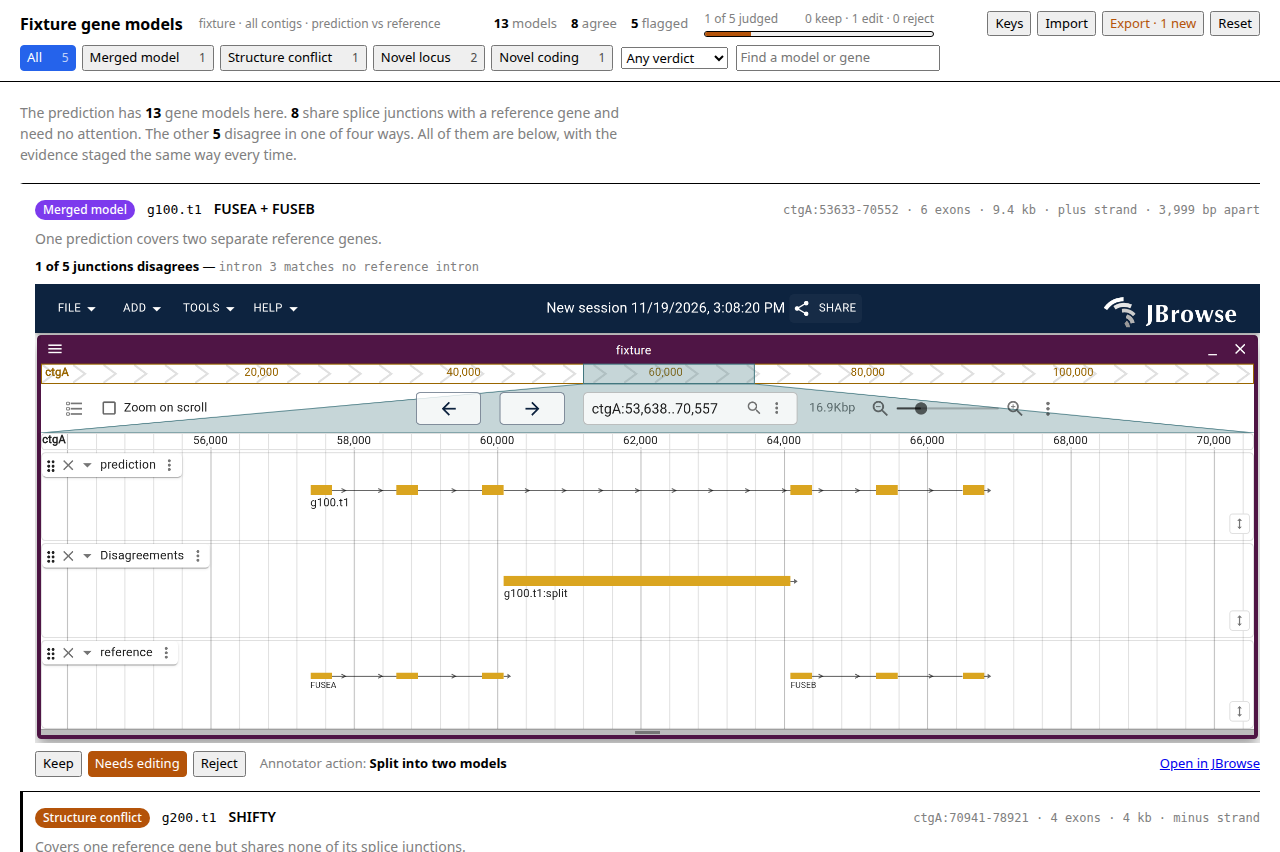 Fixture gene models fixture · all contigs · prediction vs reference 13 models 8 agree 5 flagged 1 of 5 judged 0 keep · 1 edit · 0 reject Keys Import Export · 1 new Reset
All 5 Merged model 1 Structure conflict 1 Novel locus 2 Novel coding 1 Any verdict Find a model or gene
The prediction has 13 gene models here. 8 share splice junctions with a reference gene and
need no attention. The other 5 disagree in one of four ways. All of them are below, with the
evidence staged the same way every time.
Merged model g100.t1 FUSEA + FUSEB ctgA:53633-70552 · 6 exons · 9.4 kb · plus strand · 3,999 bp apart
One prediction covers two separate reference genes.
1 of 5 junctions disagrees — intron 3 matches no reference intron
FILE ADD TOOLS HELP New session 11/19/2026, 3:08:20 PM SHARE JBrowse
fixture
ctgA 20,000 40,000 60,000 80,000 100,000
Zoom on scroll ctgA:53,638..70,557 16.9Kbp
ctgA 56,000 58,000 60,000 62,000 64,000 66,000 68,000 70,000
prediction
g100.t1
Disagreements
g100.t1:split
reference
FUSEA FUSEB
Keep Needs editing Reject Annotator action: Split into two models Open in JBrowse
Structure conflict g200.t1 SHIFTY ctgA:70941-78921 · 4 exons · 4 kb · minus strand
Covers one reference gene but shares none of its splice junctions.